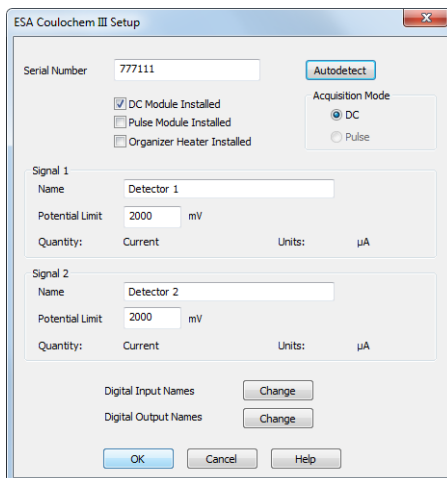 ESA Coulochem III Setup
Serial Number 777111 Autodetect
DC Module Installed
Pulse Module Installed
Organizer Heater Installed
Acquisition Mode
DC
Pulse
Signal 1
Name Detector 1
Potential Limit 2000 mV
Quantity: Current Units: µA
Signal 2
Name Detector 2
Potential Limit 2000 mV
Quantity: Current Units: µA
Digital Input Names Change
Digital Output Names Change
OK Cancel Help